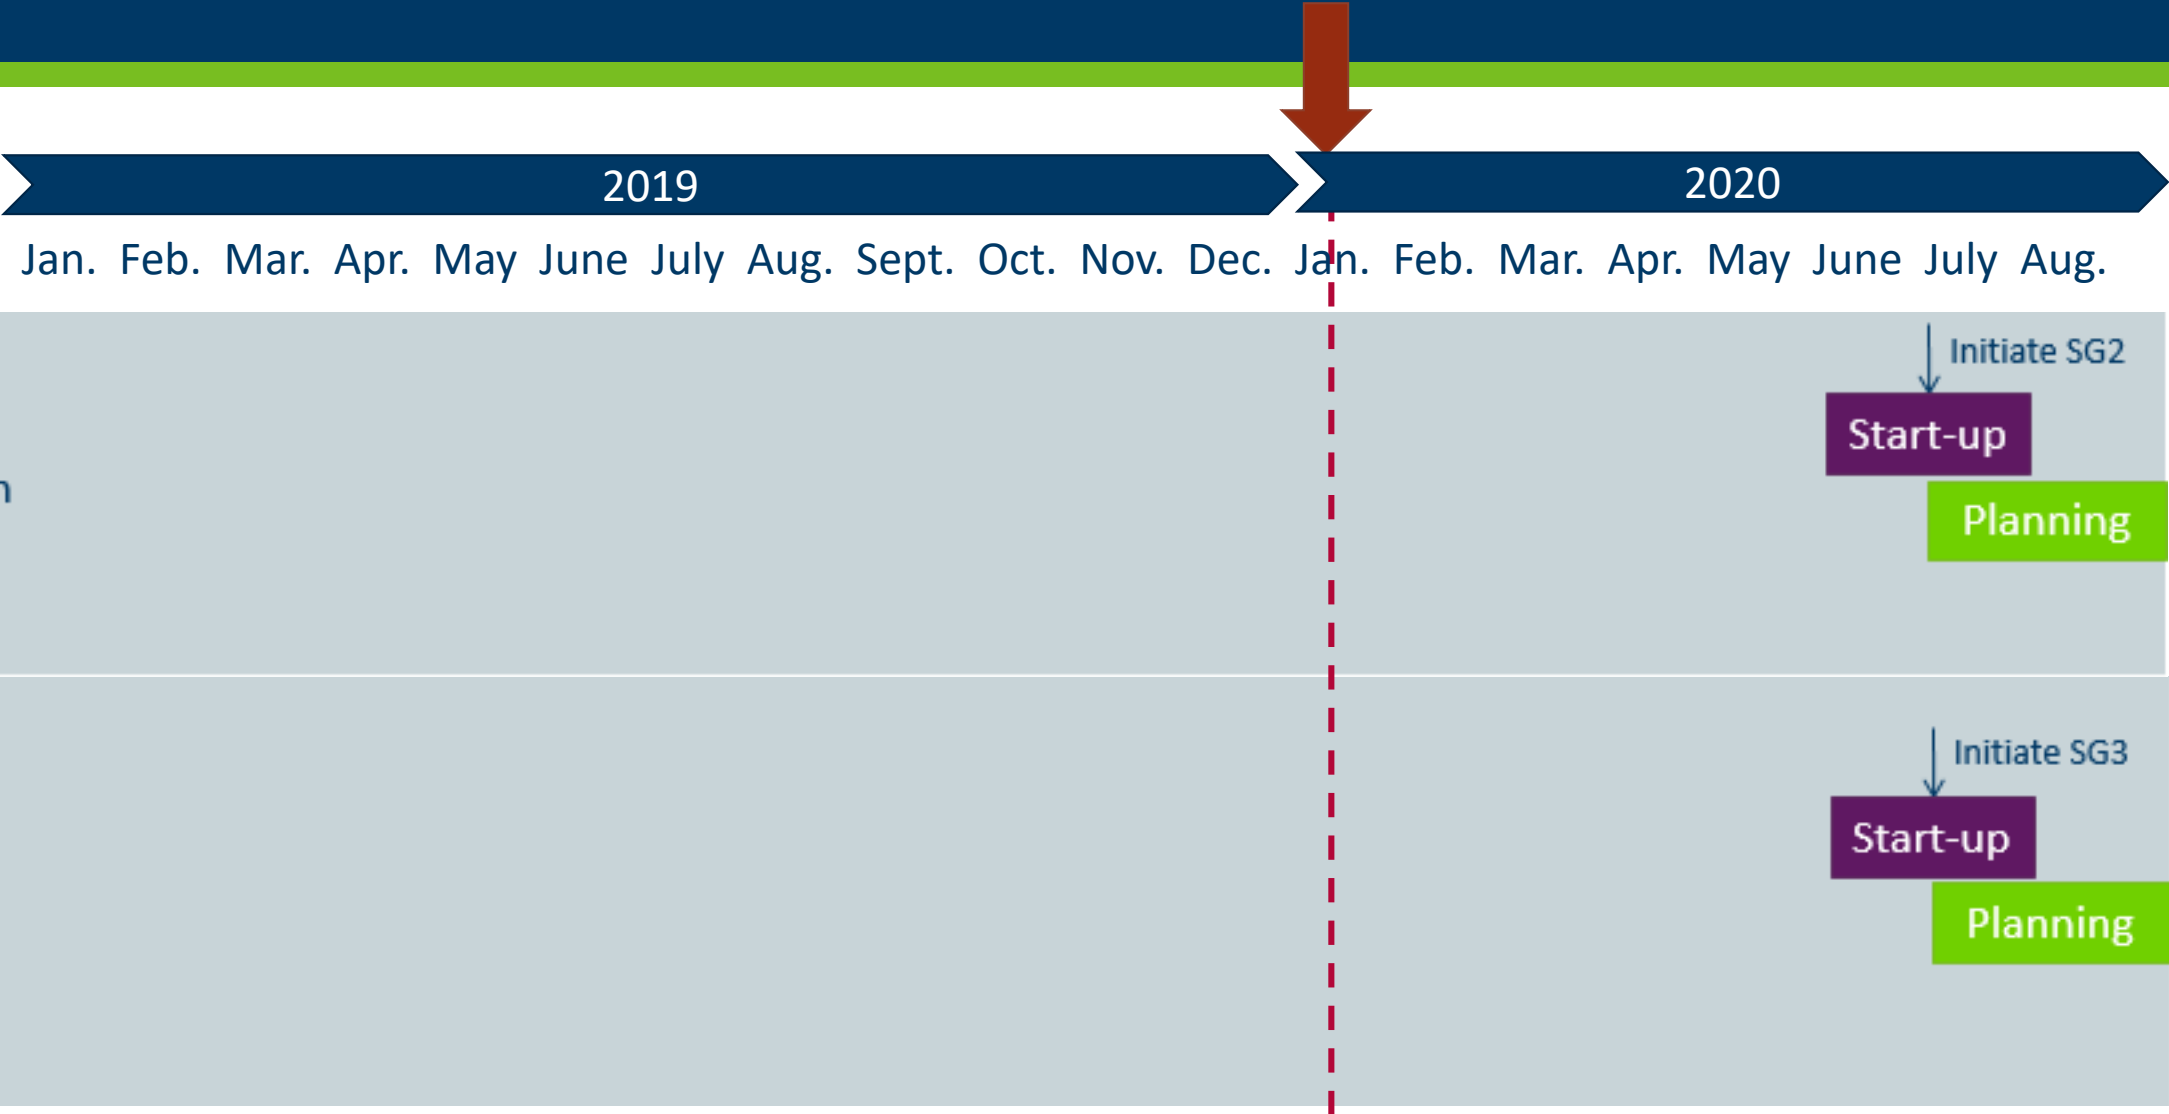 2019 2020
Jan. Feb. Mar. Apr. May June July Aug. Sept. Oct. Nov. Dec. Jan. Feb. Mar. Apr. May June July Aug.
Initiate SG2
Start-up
n
Planning
Initiate SG3
Start-up
Planning